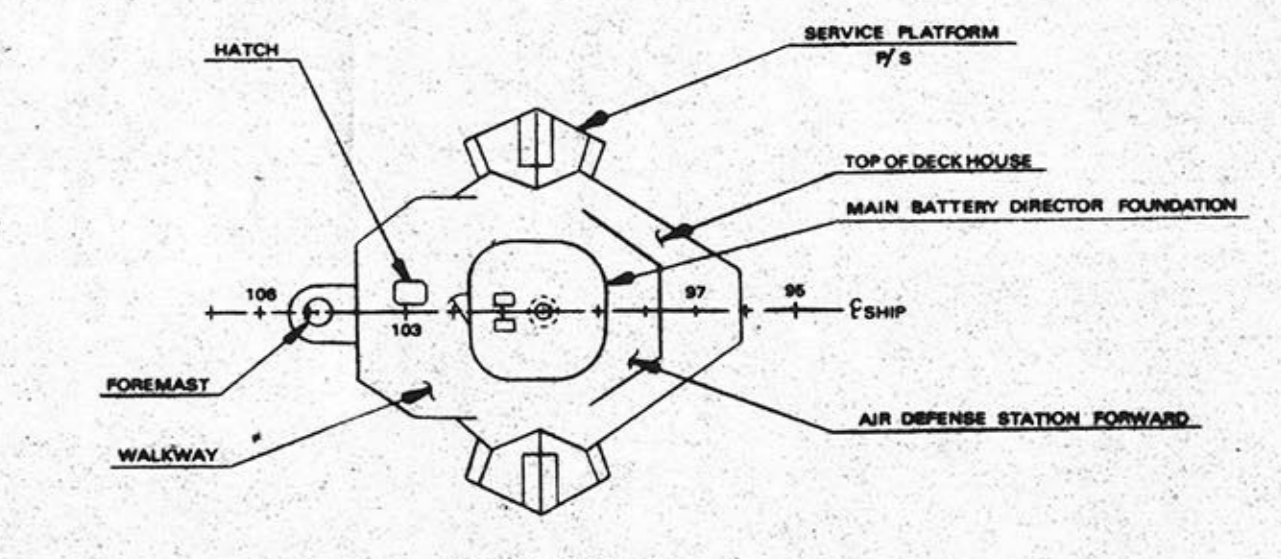 SERVICE PLATFORM
P/S
HATCH
TOP OF DECK HOUSE
MAIN BATTERY DIRECTOR FOUNDATION
106
97
95
103
℄ SHIP
FOREMAST
AIR DEFENSE STATION FORWARD
WALKWAY